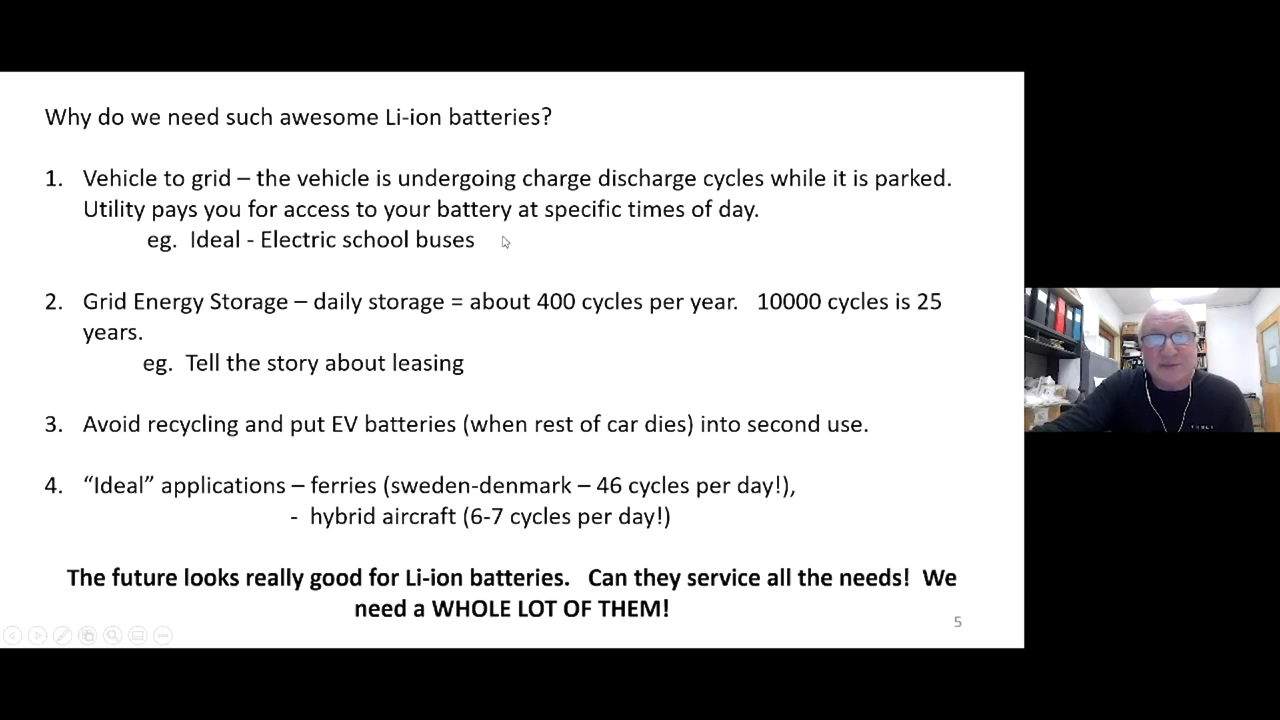 Why do we need such awesome Li-ion batteries?
1. Vehicle to grid – the vehicle is undergoing charge discharge cycles while it is parked.
Utility pays you for access to your battery at specific times of day.
eg. Ideal - Electric school buses
2. Grid Energy Storage – daily storage = about 400 cycles per year. 10000 cycles is 25
years.
eg. Tell the story about leasing
3. Avoid recycling and put EV batteries (when rest of car dies) into second use.
4. “Ideal” applications – ferries (sweden-denmark – 46 cycles per day!),
- hybrid aircraft (6-7 cycles per day!)
The future looks really good for Li-ion batteries. Can they service all the needs! We
need a WHOLE LOT OF THEM!
5